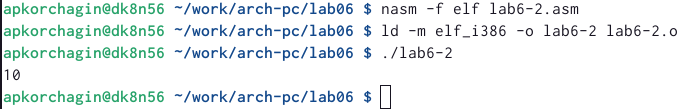 apkorchagin@dk8n56 ~/work/arch-pc/lab06 $ nasm -f elf lab6-2.asm
apkorchagin@dk8n56 ~/work/arch-pc/lab06 $ ld -m elf_i386 -o lab6-2 lab6-2.o
apkorchagin@dk8n56 ~/work/arch-pc/lab06 $ ./lab6-2
10
apkorchagin@dk8n56 ~/work/arch-pc/lab06 $